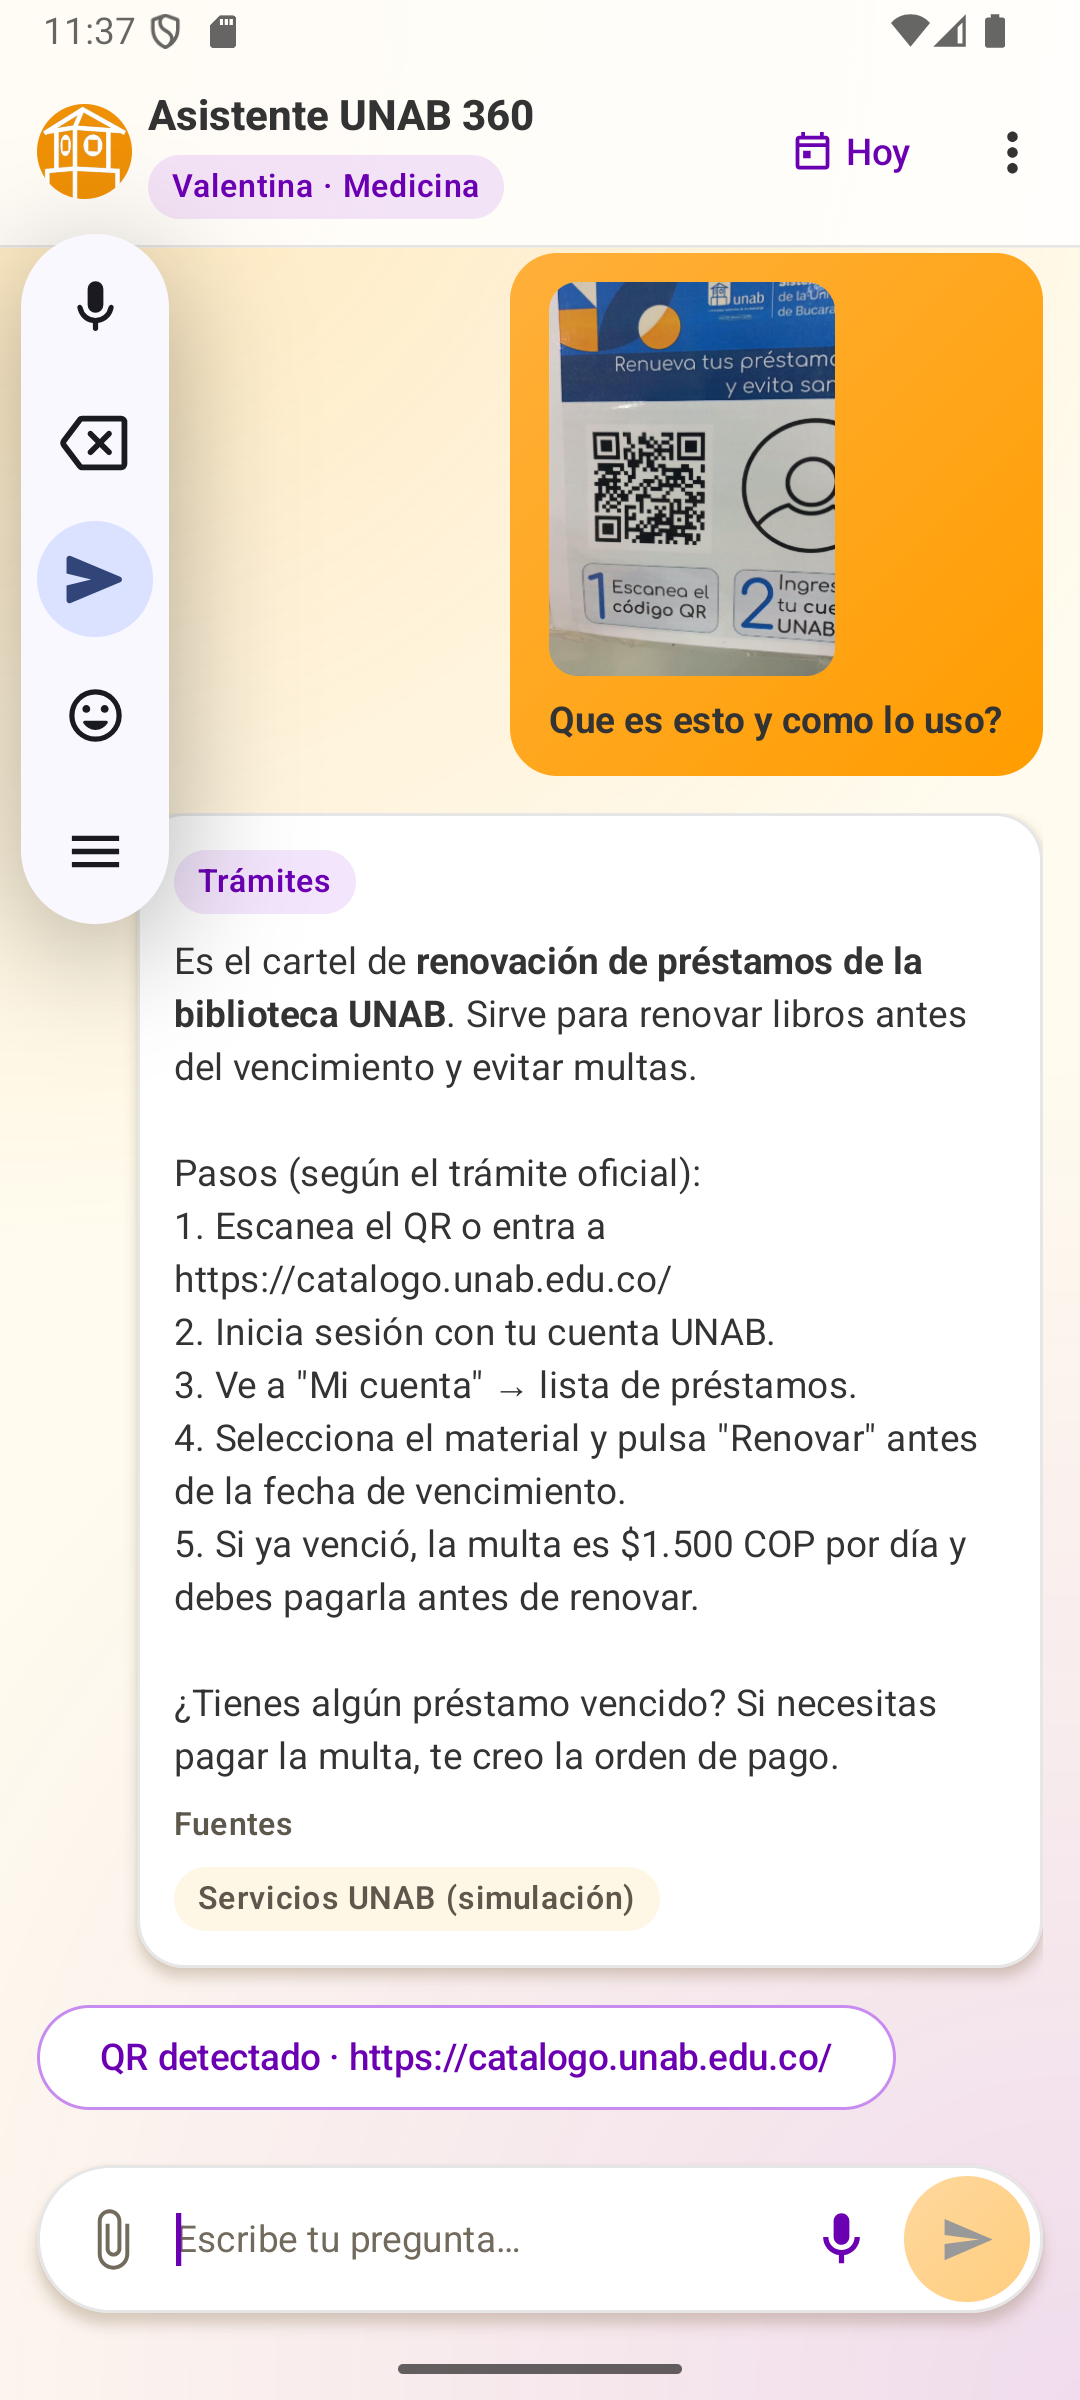 11:37
Asistente UNAB 360
Valentina · Medicina
Hoy
unab
de la Uni
de Bucara
Renueva tus préstamo
y evita san
1 Escanea el
código QR
2 Ingres
tu cue
UNAB
Que es esto y como lo uso?
Trámites
Es el cartel de renovación de préstamos de la
biblioteca UNAB. Sirve para renovar libros antes
del vencimiento y evitar multas.
Pasos (según el trámite oficial):
1. Escanea el QR o entra a
https://catalogo.unab.edu.co/
2. Inicia sesión con tu cuenta UNAB.
3. Ve a "Mi cuenta" → lista de préstamos.
4. Selecciona el material y pulsa "Renovar" antes
de la fecha de vencimiento.
5. Si ya venció, la multa es $1.500 COP por día y
debes pagarla antes de renovar.
¿Tienes algún préstamo vencido? Si necesitas
pagar la multa, te creo la orden de pago.
Fuentes
Servicios UNAB (simulación)
QR detectado · https://catalogo.unab.edu.co/
Escribe tu pregunta…